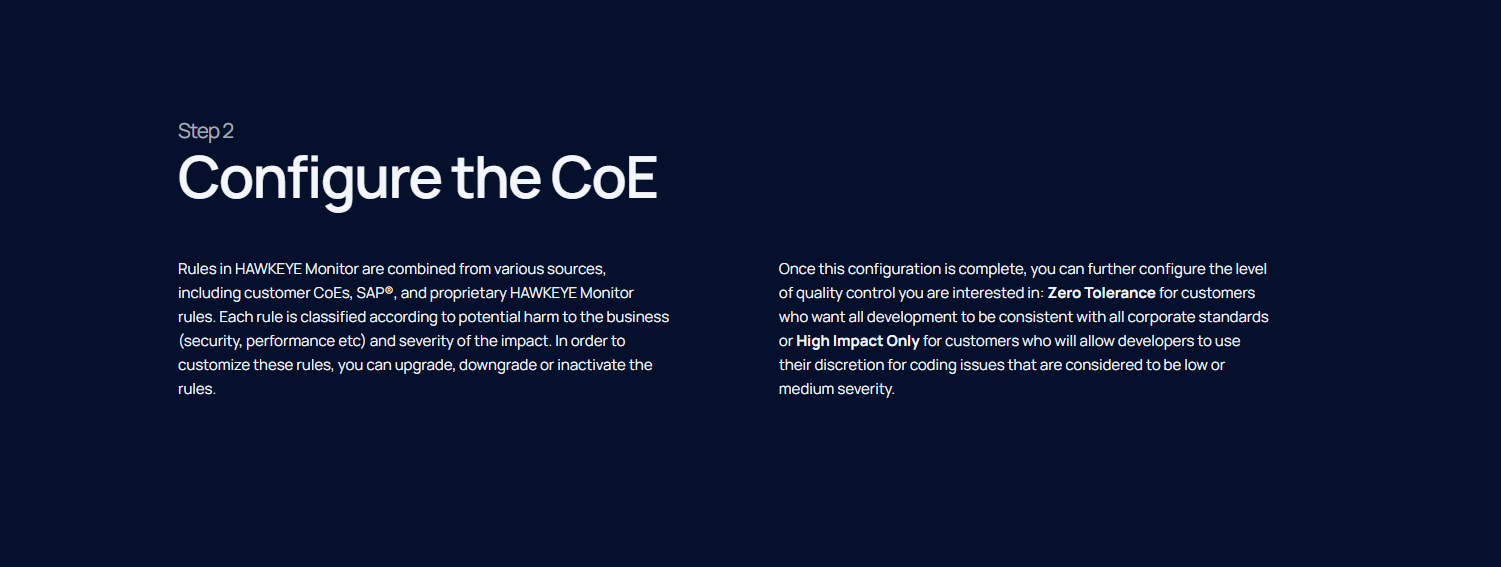 Step 2
Configure the CoE
Rules in HAWKEYE Monitor are combined from various sources,
including customer CoEs, SAP®, and proprietary HAWKEYE Monitor
rules. Each rule is classified according to potential harm to the business
(security, performance etc) and severity of the impact. In order to
customize these rules, you can upgrade, downgrade or inactivate the
rules.
Once this configuration is complete, you can further configure the level
of quality control you are interested in: Zero Tolerance for customers
who want all development to be consistent with all corporate standards
or High Impact Only for customers who will allow developers to use
their discretion for coding issues that are considered to be low or
medium severity.